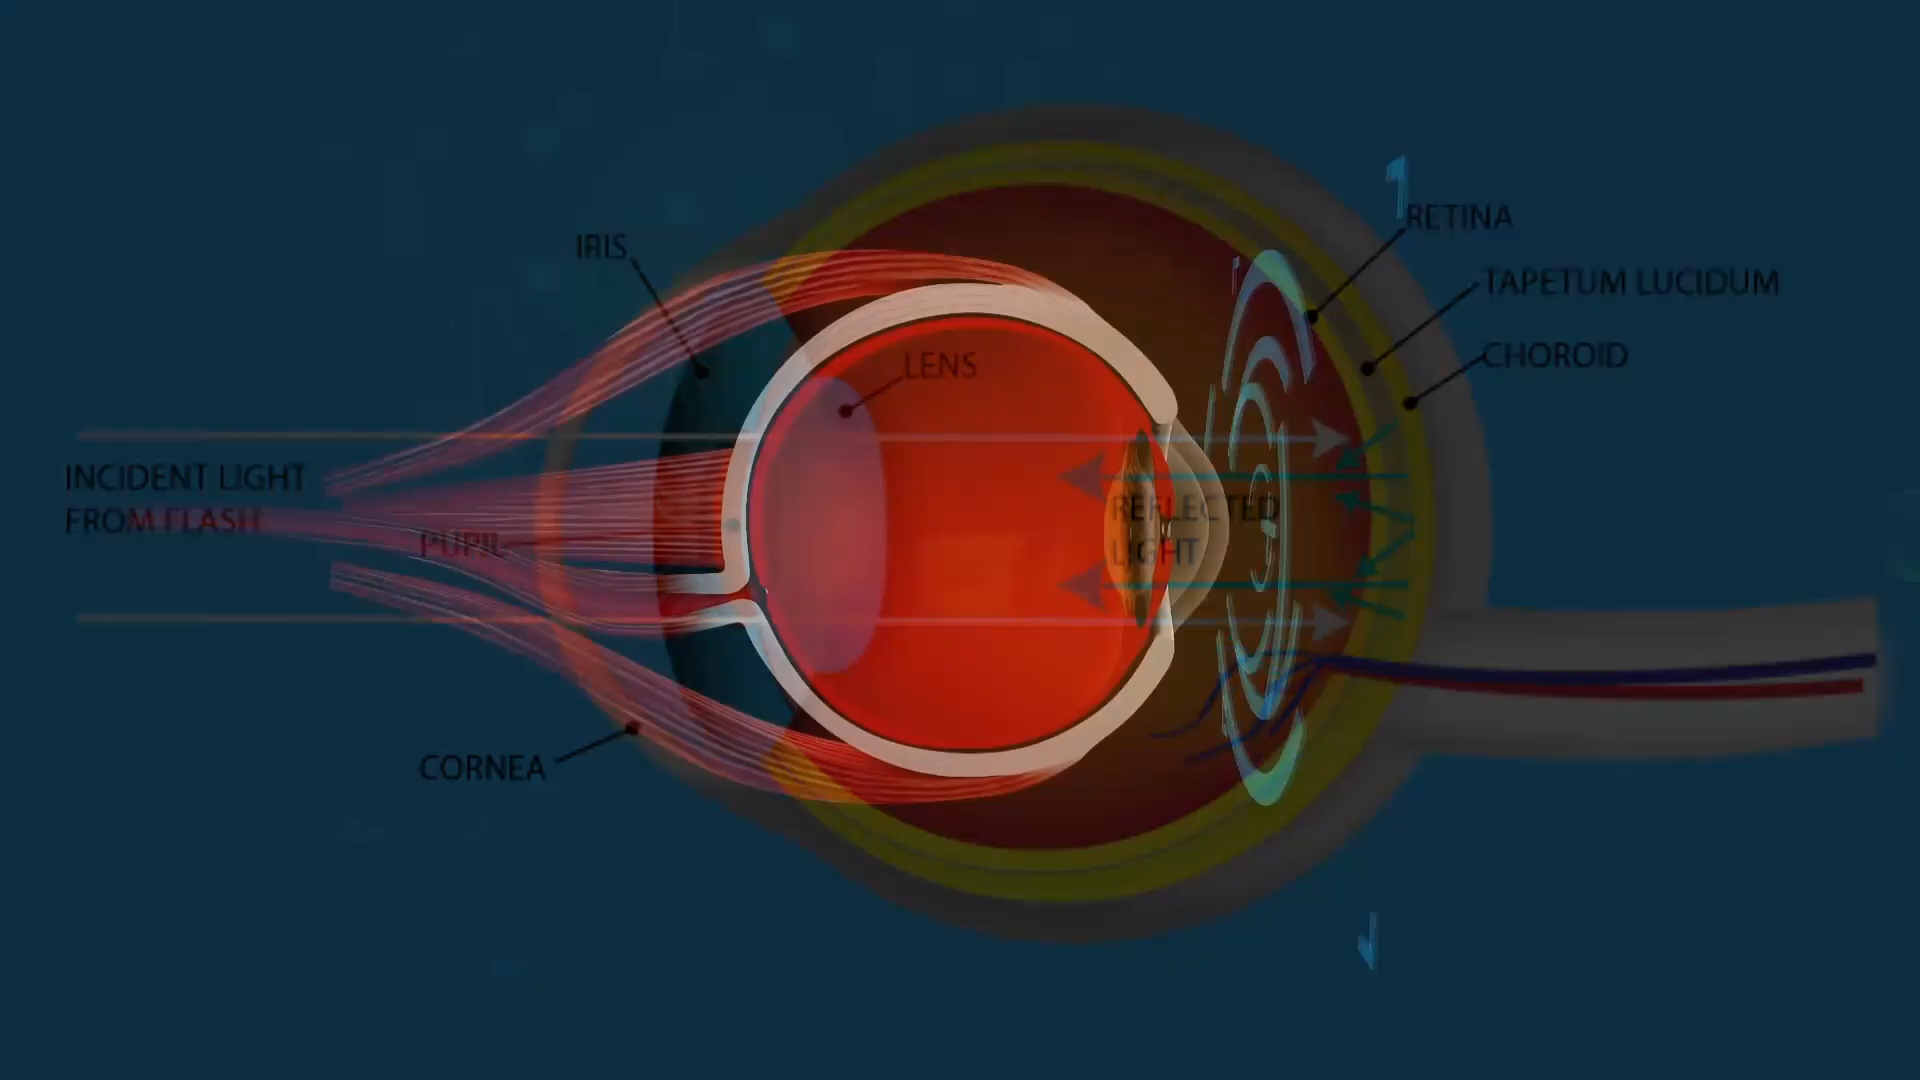 IRIS
RETINA
TAPETUM LUCIDUM
LENS
CHOROID
INCIDENT LIGHT
FROM FLASH
PUPIL
REFLECTED
LIGHT
CORNEA